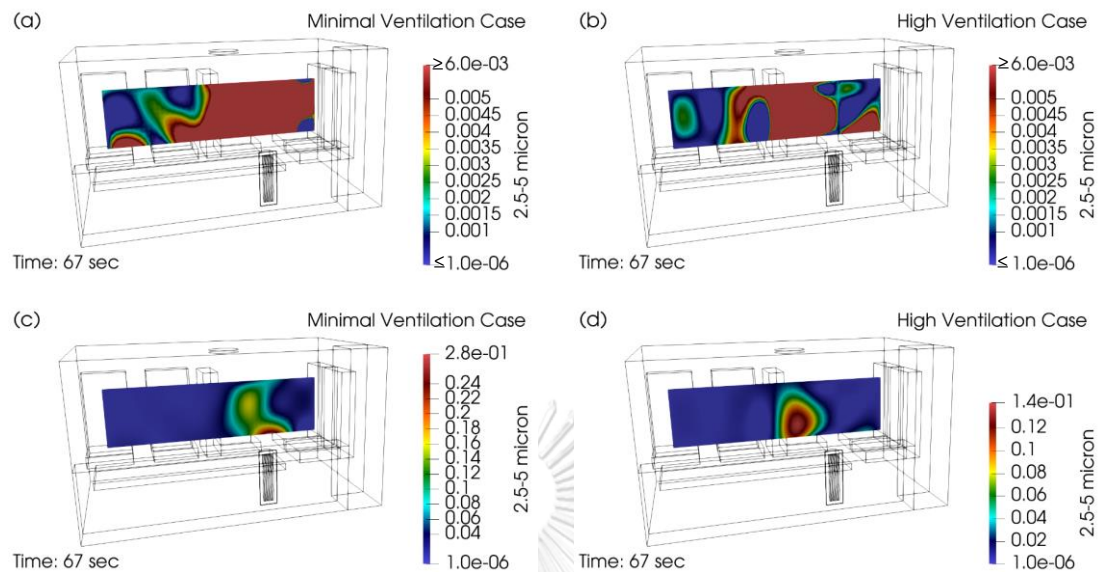 (a) Minimal Ventilation Case
≥6.0e-03
0.005
0.0045
0.004
0.0035
0.003
0.0025
0.002
0.0015
0.001
≤1.0e-06
2.5-5 micron
Time: 67 sec
(b) High Ventilation Case
≥6.0e-03
0.005
0.0045
0.004
0.0035
0.003
0.0025
0.002
0.0015
0.001
≤1.0e-06
2.5-5 micron
Time: 67 sec
(c) Minimal Ventilation Case
2.8e-01
0.24
0.22
0.2
0.18
0.16
0.14
0.12
0.1
0.08
0.06
0.04
1.0e-06
2.5-5 micron
Time: 67 sec
(d) High Ventilation Case
1.4e-01
0.12
0.1
0.08
0.06
0.04
0.02
1.0e-06
2.5-5 micron
Time: 67 sec